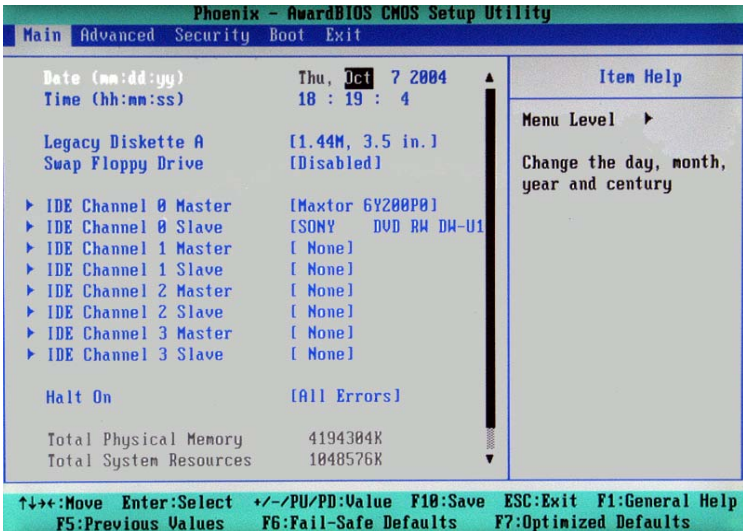 Phoenix - AwardBIOS CMOS Setup Utility
Main Advanced Security Boot Exit
Date (mm:dd:yy) Thu, Oct 7 2004
Time (hh:mm:ss) 18 : 19 : 4
Legacy Diskette A [1.44M, 3.5 in.]
Swap Floppy Drive [Disabled]
▶ IDE Channel 0 Master [Maxtor 6Y200P0]
▶ IDE Channel 0 Slave [SONY DVD RW DW-U1
▶ IDE Channel 1 Master [ None]
▶ IDE Channel 1 Slave [ None]
▶ IDE Channel 2 Master [ None]
▶ IDE Channel 2 Slave [ None]
▶ IDE Channel 3 Master [ None]
▶ IDE Channel 3 Slave [ None]
Halt On [All Errors]
Total Physical Memory 4194304K
Total System Resources 1048576K
Item Help
Menu Level ▶
Change the day, month,
year and century
↑↓→←:Move Enter:Select +/-/PU/PD:Value F10:Save ESC:Exit F1:General Help
F5:Previous Values F6:Fail-Safe Defaults F7:Optimized Defaults